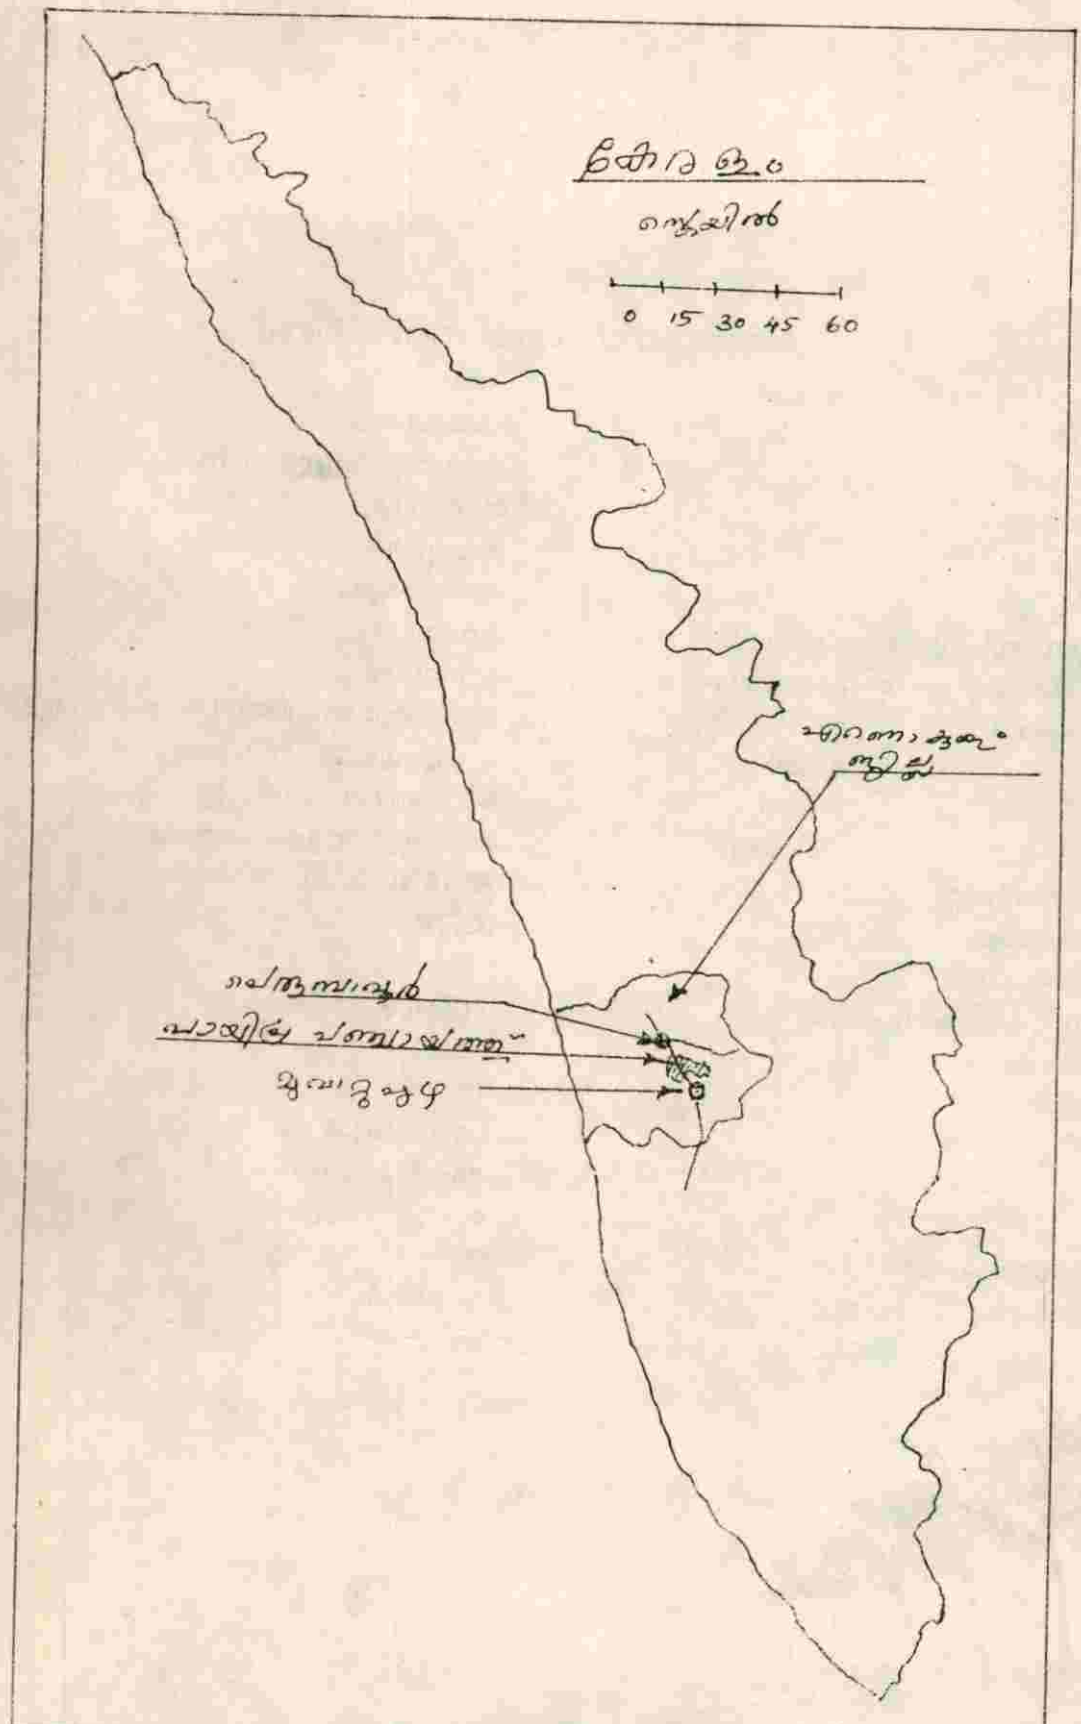 കേരളം
സ്കെയിൽ
0 15 30 45 60
എറണാകുളം
ജില്ല
പെരുമ്പാവൂർ
പായിപ്ര പഞ്ചായത്ത്
മൂവാറ്റുപുഴ